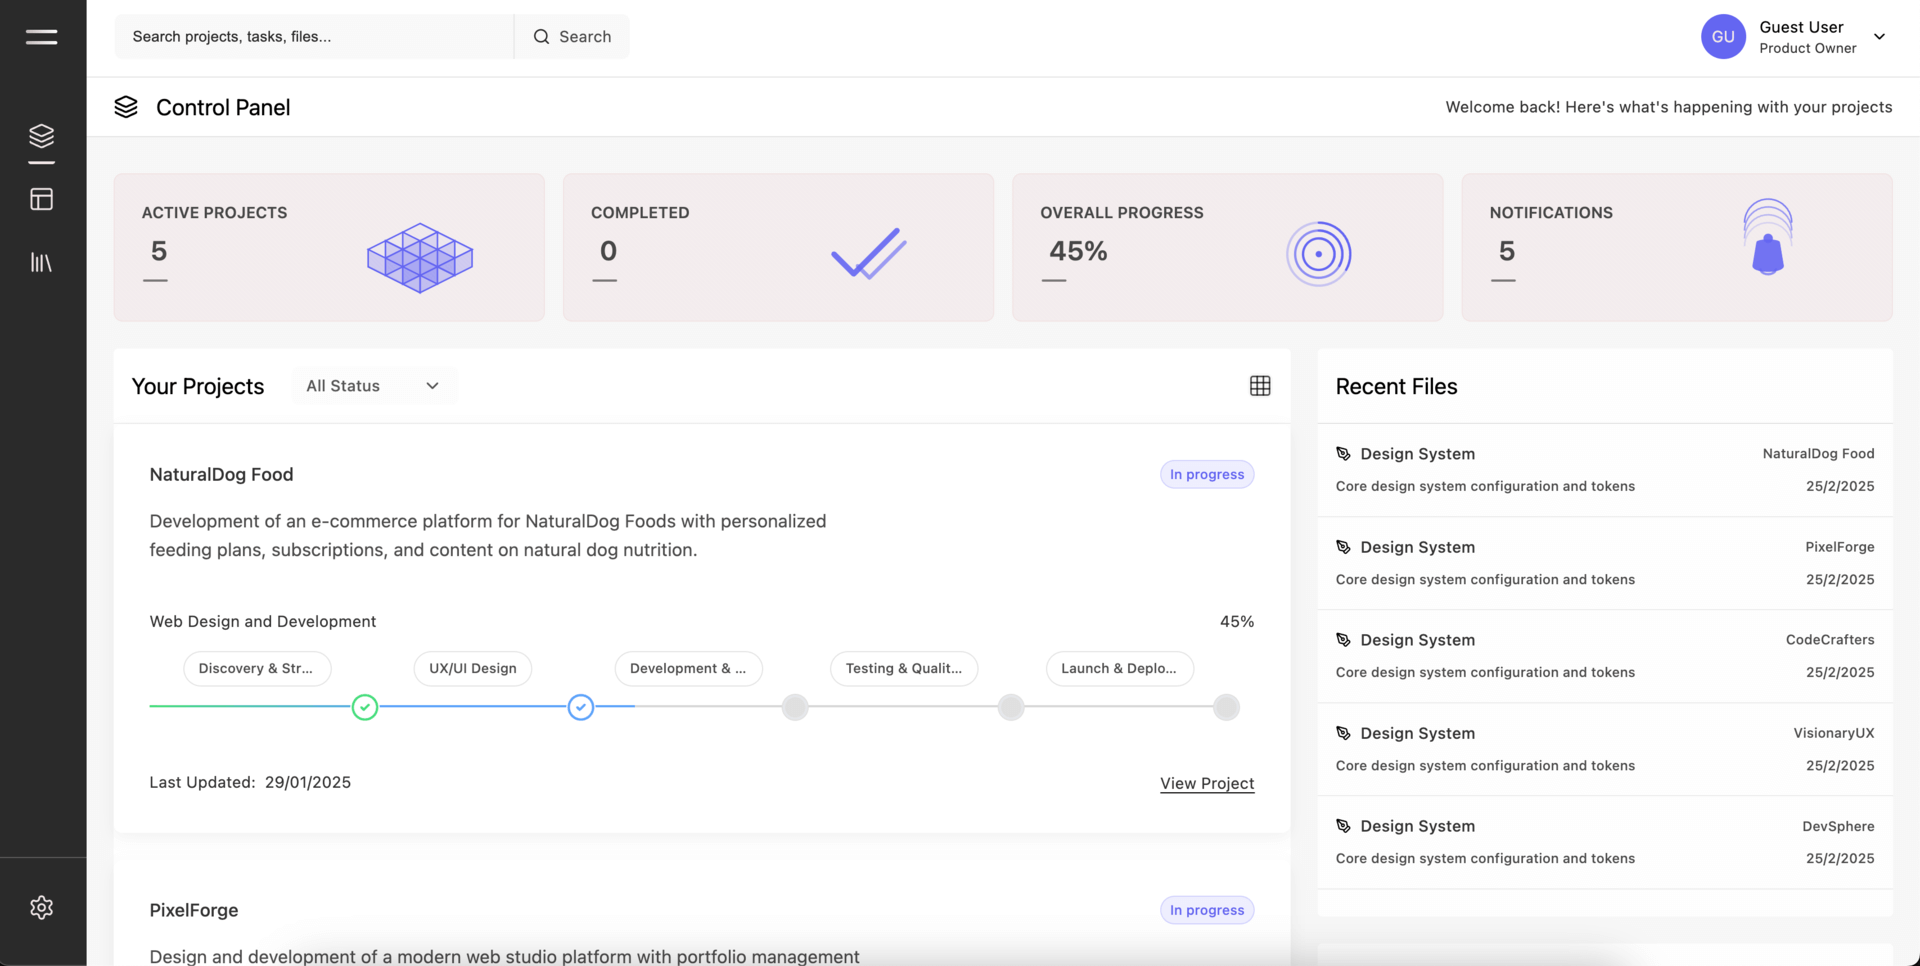 Search projects, tasks, files...
Search
GU
Guest User
Product Owner
Control Panel
Welcome back! Here's what's happening with your projects
ACTIVE PROJECTS
5
COMPLETED
0
OVERALL PROGRESS
45%
NOTIFICATIONS
5
Your Projects
All Status
NaturalDog Food
In progress
Development of an e-commerce platform for NaturalDog Foods with personalized
feeding plans, subscriptions, and content on natural dog nutrition.
Web Design and Development
45%
Discovery & Str...
UX/UI Design
Development & ...
Testing & Qualit...
Launch & Deplo...
Last Updated: 29/01/2025
View Project
PixelForge
In progress
Design and development of a modern web studio platform with portfolio management
Recent Files
Design System
NaturalDog Food
Core design system configuration and tokens
25/2/2025
Design System
PixelForge
Core design system configuration and tokens
25/2/2025
Design System
CodeCrafters
Core design system configuration and tokens
25/2/2025
Design System
VisionaryUX
Core design system configuration and tokens
25/2/2025
Design System
DevSphere
Core design system configuration and tokens
25/2/2025